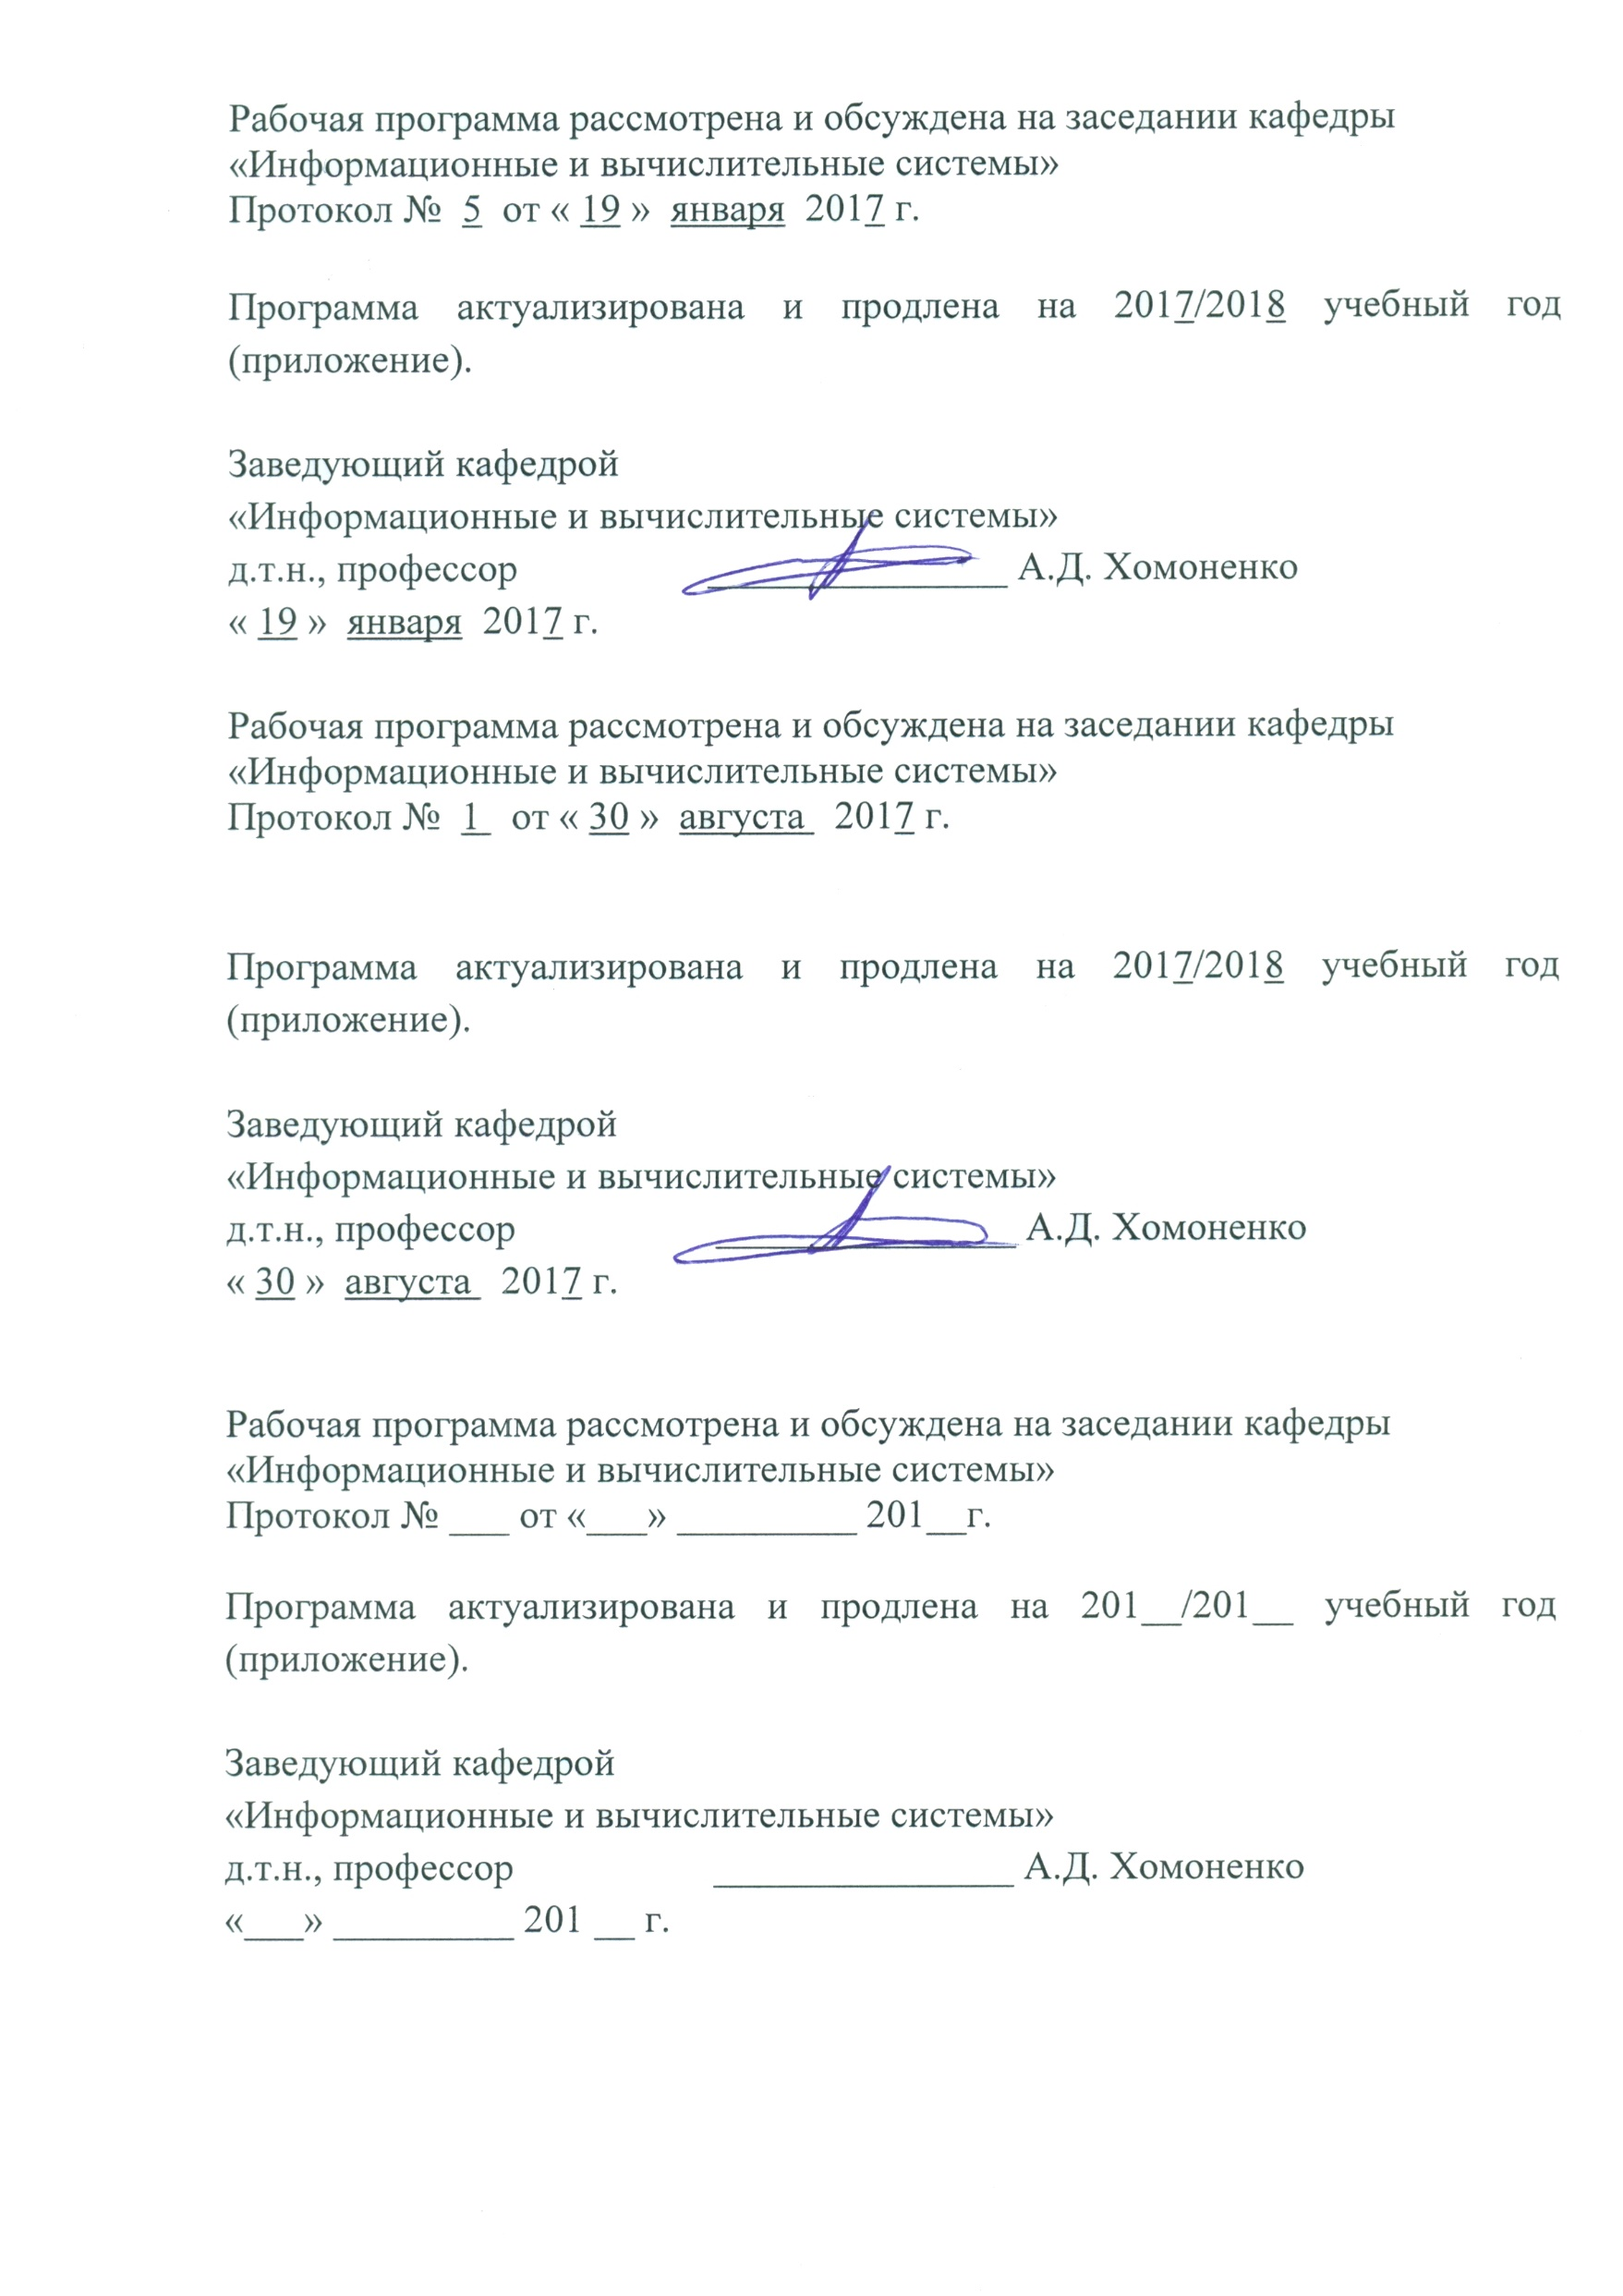 Рабочая программа рассмотрена и обсуждена на заседании кафедры
«Информационные и вычислительные системы»
Протокол № 5 от « 19 » января 2017 г.
Программа актуализирована и продлена на 2017/2018 учебный год
(приложение).
Заведующий кафедрой
«Информационные и вычислительные системы»
д.т.н., профессор _______________ А.Д. Хомоненко
« 19 » января 2017 г.
Рабочая программа рассмотрена и обсуждена на заседании кафедры
«Информационные и вычислительные системы»
Протокол № 1 от « 30 » августа 2017 г.
Программа актуализирована и продлена на 2017/2018 учебный год
(приложение).
Заведующий кафедрой
«Информационные и вычислительные системы»
д.т.н., профессор _______________ А.Д. Хомоненко
« 30 » августа 2017 г.
Рабочая программа рассмотрена и обсуждена на заседании кафедры
«Информационные и вычислительные системы»
Протокол № ___ от «___» _________ 201__г.
Программа актуализирована и продлена на 201__/201__ учебный год
(приложение).
Заведующий кафедрой
«Информационные и вычислительные системы»
д.т.н., профессор _______________ А.Д. Хомоненко
«___» _________ 201 __ г.